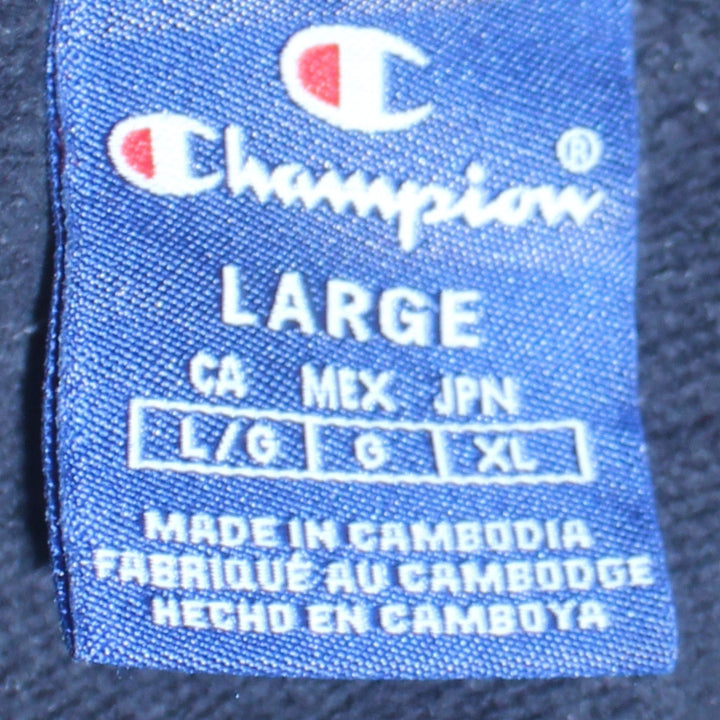 Champion®
LARGE
CA MEX JPN
L/G G XL
MADE IN CAMBODIA
FABRIQUÉ AU CAMBODGE
HECHO EN CAMBOYA